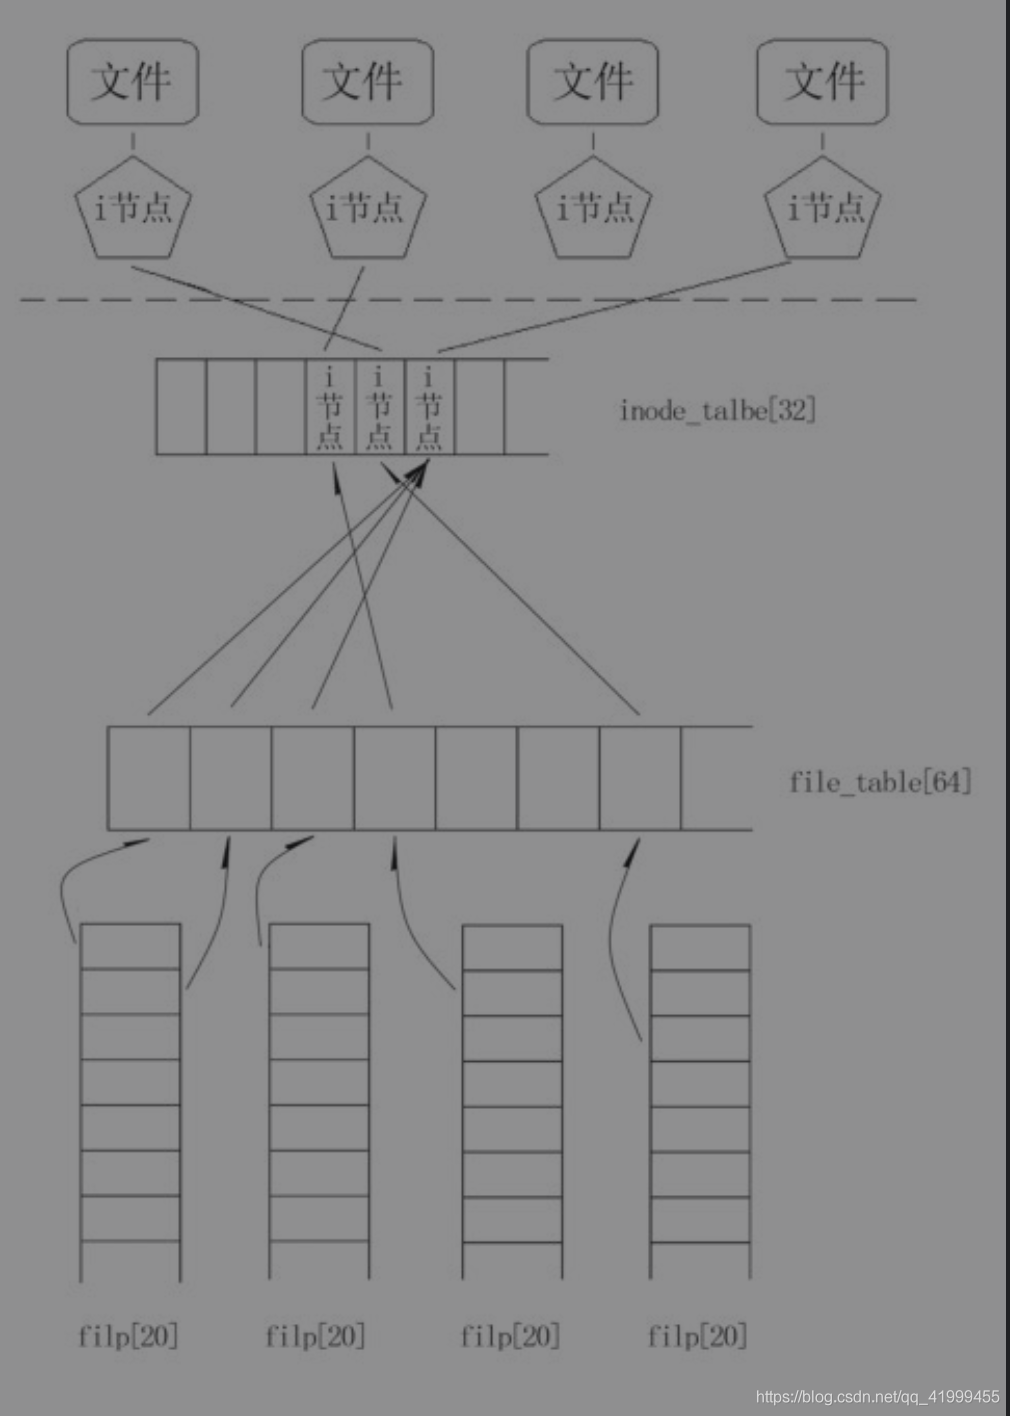 文件 文件 文件 文件
i节点 i节点 i节点 i节点
i节点 i节点 i节点
inode_talbe[32]
file_table[64]
filp[20] filp[20] filp[20] filp[20]
https://blog.csdn.net/qq_41999455